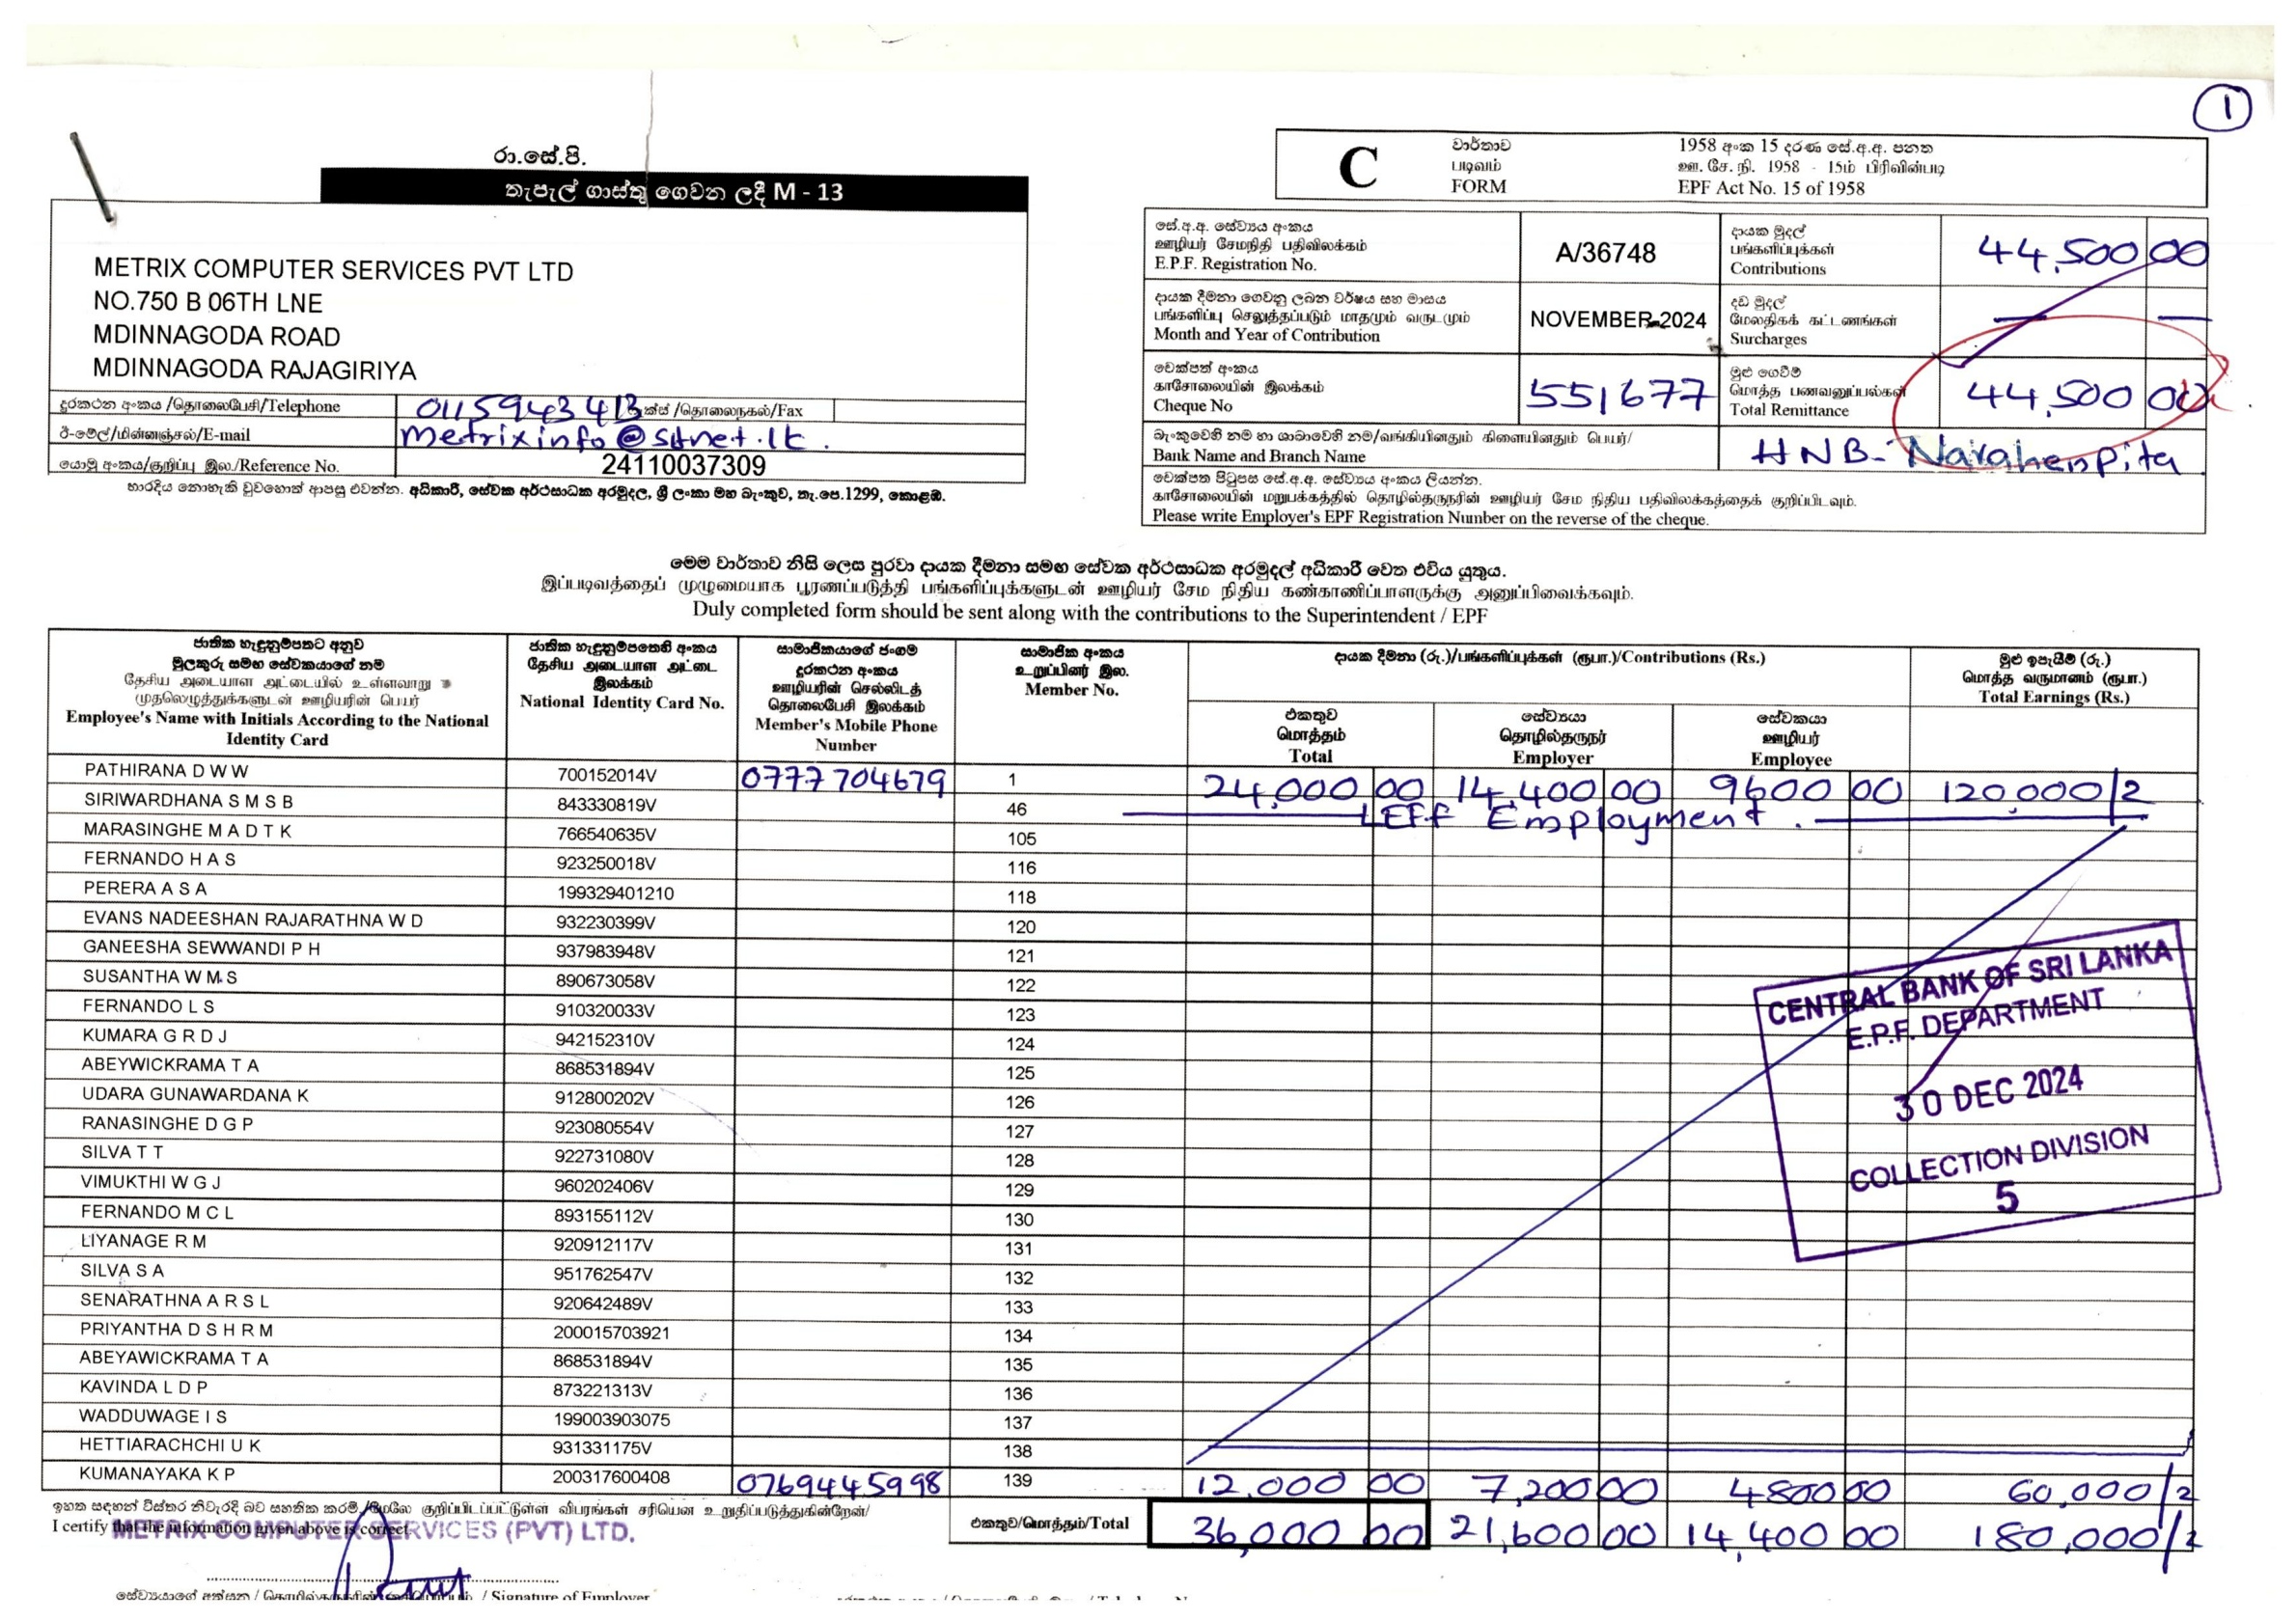 1
රා.සේ.පි.
තැපැල් ගාස්තු ගෙවන ලදී M - 13
C
වාර්තාව
படிவம்
FORM
1958 අංක 15 දරණ සේ.අ.අ. පනත
ஊ. சே. நி. 1958 - 15ம் பிரிவின்படி
EPF Act No. 15 of 1958
METRIX COMPUTER SERVICES PVT LTD
NO.750 B 06TH LNE
MDINNAGODA ROAD
MDINNAGODA RAJAGIRIYA
දුරකථන අංකය /தொலைபேசி/Telephone 0115943413 ෆැක්ස් /தொலைநகல்/Fax
ඊ-මේල්/மின்னஞ்சல்/E-mail metrixinfo@sltnet.lk.
යොමු අංකය/குறிப்பு இல./Reference No. 24110037309
භාරදිය නොහැකි වුවහොත් ආපසු එවන්න. අධිකාරී, සේවක අර්ථසාධක අරමුදල, ශ්‍රී ලංකා මහ බැංකුව, තැ.පෙ.1299, කොළඹ.
සේ.අ.අ. සේව්‍ය අංකය
ஊழியர் சேமநிதி பதிவிலக்கம்
E.P.F. Registration No. A/36748
දායක මුදල්
பங்களிப்புக்கள்
Contributions 44,500 00
දායක දීමනා ගෙවනු ලබන වර්ෂය සහ මාසය
பங்களிப்பு செலுத்தப்படும் மாதமும் வருடமும்
Month and Year of Contribution NOVEMBER-2024
දඩ මුදල්
மேலதிகக் கட்டணங்கள்
Surcharges — —
චෙක්පත් අංකය
காசோலையின் இலக்கம்
Cheque No 551677
මුළු ගෙවීම්
மொத்த பணவனுப்பல்கள்
Total Remittance 44,500 00
බැංකුවෙහි නම හා ශාඛාවෙහි නම/வங்கியினதும் கிளையினதும் பெயர்/
Bank Name and Branch Name HNB- Narahenpita
චෙක්පත පිටුපස සේ.අ.අ. සේව්‍ය අංකය ලියන්න.
காசோலையின் மறுபக்கத்தில் தொழில்தருநரின் ஊழியர் சேம நிதிய பதிவிலக்கத்தைக் குறிப்பிடவும்.
Please write Employer's EPF Registration Number on the reverse of the cheque.
මෙම වාර්තාව නිසි ලෙස පුරවා දායක දීමනා සමඟ සේවක අර්ථසාධක අරමුදල් අධිකාරී වෙත එවිය යුතුය.
இப்படிவத்தைப் முழுமையாக பூரணப்படுத்தி பங்களிப்புக்களுடன் ஊழியர் சேம நிதிய கண்காணிப்பாளருக்கு அனுப்பிவைக்கவும்.
Duly completed form should be sent along with the contributions to the Superintendent / EPF
ජාතික හැඳුනුම්පතට අනුව
මුලකුරු සමඟ සේවකයාගේ නම
தேசிய அடையாள அட்டையில் உள்ளவாறு
முதலெழுத்துக்களுடன் ஊழியரின் பெயர்
Employee's Name with Initials According to the National
Identity Card
ජාතික හැඳුනුම්පතෙහි අංකය
தேசிய அடையாள அட்டை
இலக்கம்
National Identity Card No.
සාමාජිකයාගේ ජංගම
දුරකථන අංකය
ஊழியரின் செல்லிடத்
தொலைபேசி இலக்கம்
Member's Mobile Phone
Number
සාමාජික අංකය
உறுப்பினர் இல.
Member No.
දායක දීමනා (රු.)/பங்களிப்புக்கள் (ரூபா.)/Contributions (Rs.)
එකතුව
மொத்தம்
Total
සේව්‍යයා
தொழில்தருநர்
Employer
සේවකයා
ஊழியர்
Employee
මුළු ඉපැයීම් (රු.)
மொத்த வருமானம் (ரூபா.)
Total Earnings (Rs.)
PATHIRANA D W W 700152014V 0777704679 1 24,000 00 14,400 00 9600 00 120,000/2
SIRIWARDHANA S M S B 843330819V 46 LEFF Employment.
MARASINGHE M A D T K 766540635V 105
FERNANDO H A S 923250018V 116
PERERA A S A 199329401210 118
EVANS NADEESHAN RAJARATHNA W D 932230399V 120
GANEESHA SEWWANDI P H 937983948V 121
SUSANTHA W M S 890673058V 122
FERNANDO L S 910320033V 123
KUMARA G R D J 942152310V 124
ABEYWICKRAMA T A 868531894V 125
UDARA GUNAWARDANA K 912800202V 126
RANASINGHE D G P 923080554V 127
SILVA T T 922731080V 128
VIMUKTHI W G J 960202406V 129
FERNANDO M C L 893155112V 130
LIYANAGE R M 920912117V 131
SILVA S A 951762547V 132
SENARATHNA A R S L 920642489V 133
PRIYANTHA D S H R M 200015703921 134
ABEYAWICKRAMA T A 868531894V 135
KAVINDA L D P 873221313V 136
WADDUWAGE I S 199003903075 137
HETTIARACHCHI U K 931331175V 138
KUMANAYAKA K P 200317600408 0769445998 139 12,000 00 7,200 00 4800 00 60,000/2
CENTRAL BANK OF SRI LANKA
E.P.F. DEPARTMENT
30 DEC 2024
COLLECTION DIVISION
5
ඉහත සඳහන් විස්තර නිවැරදි බව සහතික කරමි /மேலே குறிப்பிடப்பட்டுள்ள விபரங்கள் சரியென உறுதிப்படுத்துகின்றேன்/
I certify that the information given above is correct
METRIX COMPUTER SERVICES (PVT) LTD.
එකතුව/மொத்தம்/Total 36,000 00 21,600 00 14,400 00 180,000/2
/ Signature of Employer